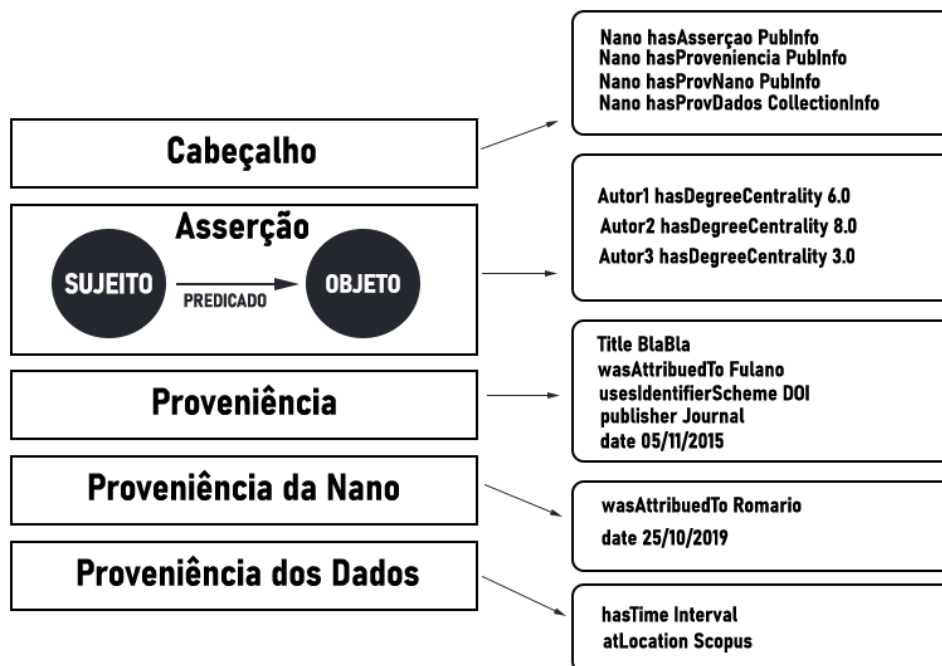 Cabeçalho
Nano hasAsserçao PubInfo
Nano hasProveniencia PubInfo
Nano hasProvNano PubInfo
Nano hasProvDados CollectionInfo
Asserção
SUJEITO
PREDICADO
OBJETO
Autor1 hasDegreeCentrality 6.0
Autor2 hasDegreeCentrality 8.0
Autor3 hasDegreeCentrality 3.0
Proveniência
Title BlaBla
wasAttribuedTo Fulano
usesIdentifierScheme DOI
publisher Journal
date 05/11/2015
Proveniência da Nano
wasAttribuedTo Romario
date 25/10/2019
Proveniência dos Dados
hasTime Interval
atLocation Scopus